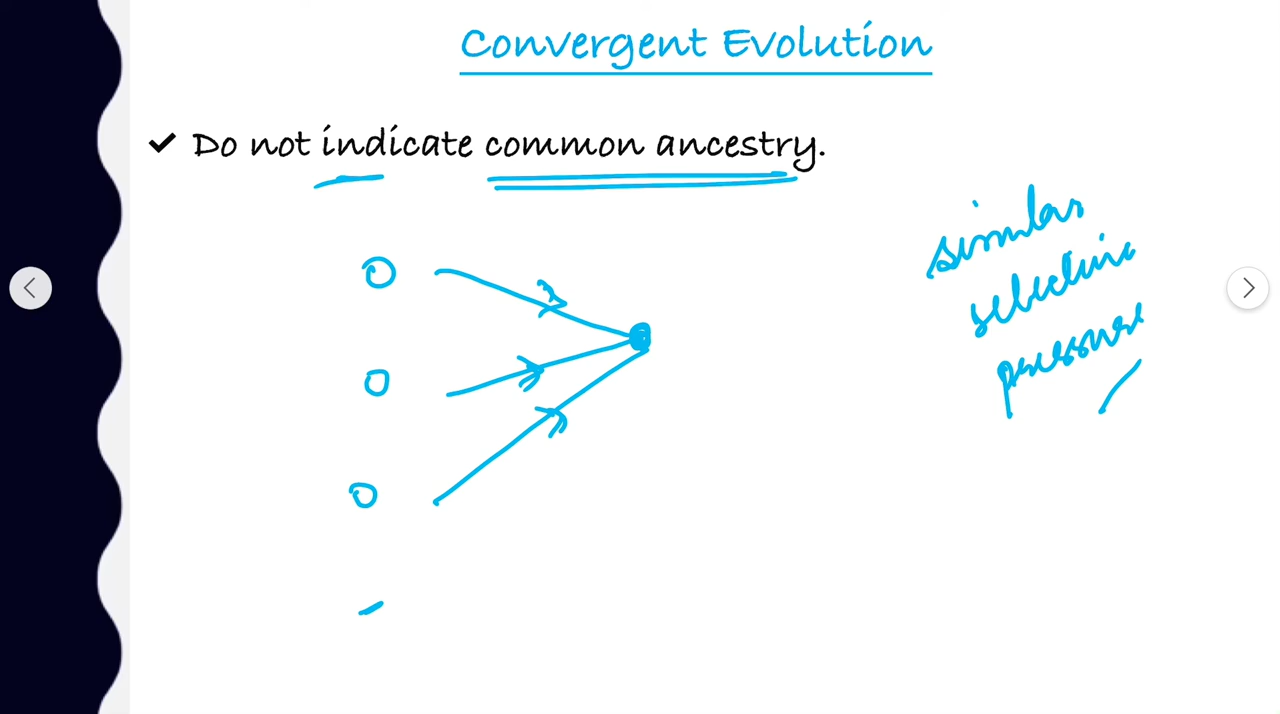 Convergent Evolution
✓ Do not indicate common ancestry.
similar
selective
pressure